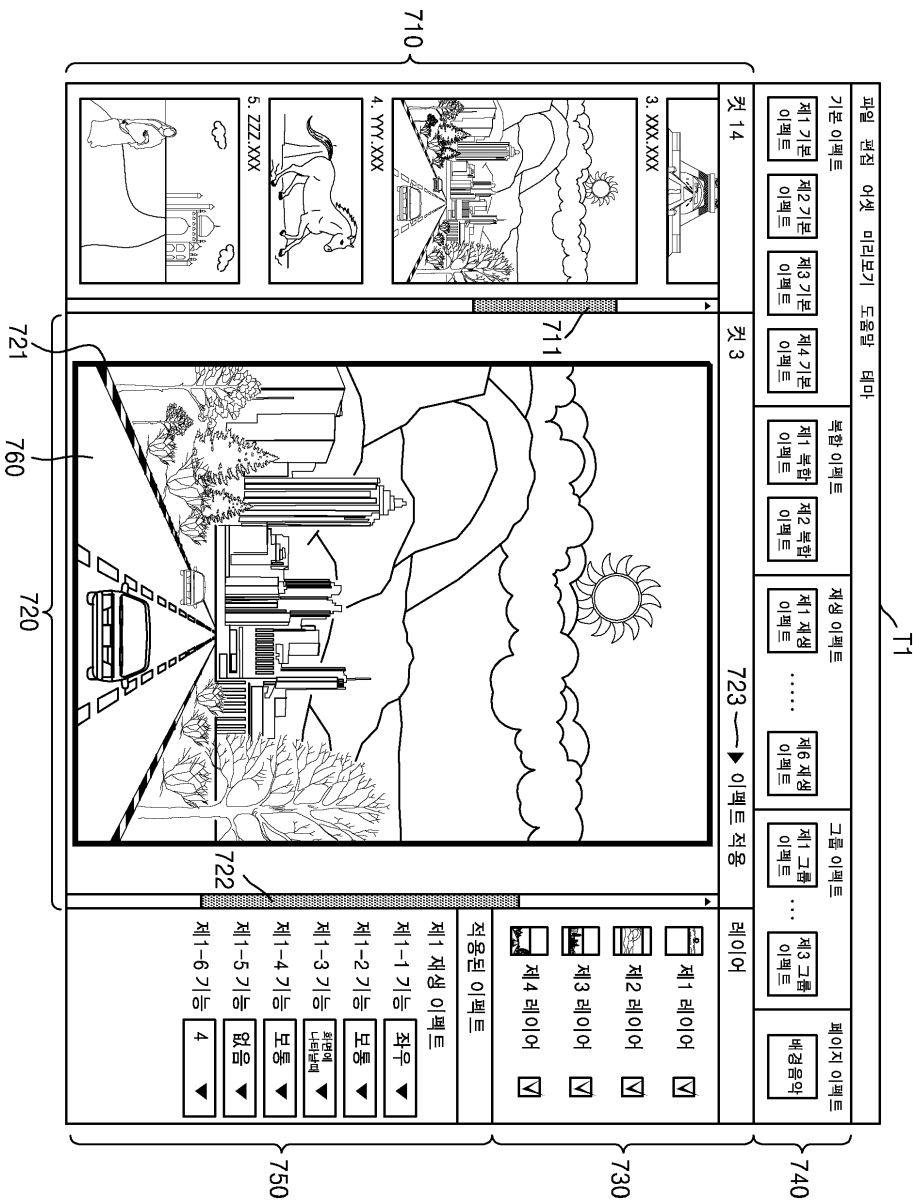 T1
파일 편집 어셋 미리보기 도움말 테마
기본 이펙트
제1 기본
이펙트
제2 기본
이펙트
제3 기본
이펙트
제4 기본
이펙트
복합 이펙트
제1 복합
이펙트
제2 복합
이펙트
재생 이펙트
제1 재생
이펙트
·····
제6 재생
이펙트
그룹 이펙트
제1 그룹
이펙트
···
제3 그룹
이펙트
페이지 이펙트
배경음악
740
710
컷 14
3. XXX.XXX
4. YYY.XXX
5. ZZZ.XXX
711
컷 3
723
▶ 이펙트 적용
721
760
722
720
레이어
제1 레이어
제2 레이어
제3 레이어
제4 레이어
730
적용된 이펙트
제1 재생 이펙트
제1-1 기능 좌우 ▼
제1-2 기능 보통 ▼
제1-3 기능 화면에 나타날때 ▼
제1-4 기능 보통 ▼
제1-5 기능 없음 ▼
제1-6 기능 4 ▼
750